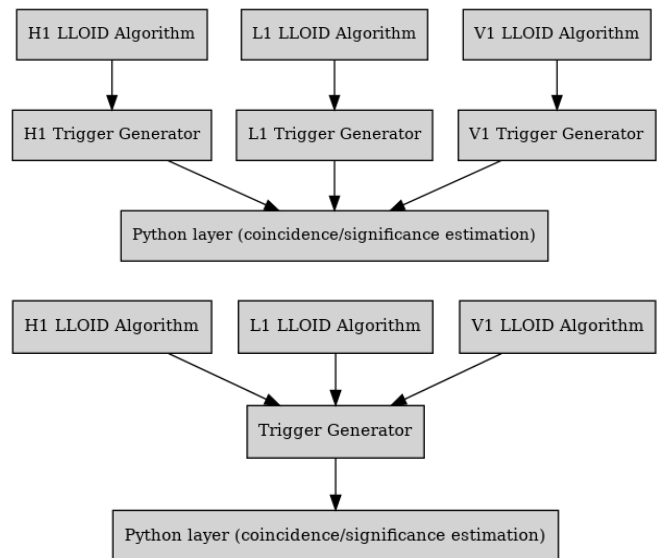 H1 LLOID Algorithm
L1 LLOID Algorithm
V1 LLOID Algorithm
H1 Trigger Generator
L1 Trigger Generator
V1 Trigger Generator
Python layer (coincidence/significance estimation)
H1 LLOID Algorithm
L1 LLOID Algorithm
V1 LLOID Algorithm
Trigger Generator
Python layer (coincidence/significance estimation)